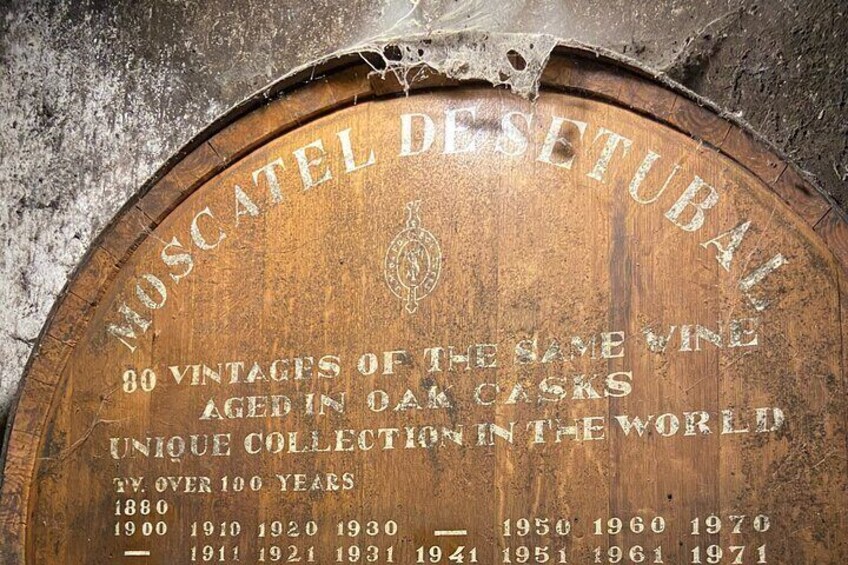 MOSCATEL DE SETUBAL
80 VINTAGES OF THE SAME WINE
AGED IN OAK CASKS
UNIQUE COLLECTION IN THE WORLD
TY. OVER 100 YEARS
1880
1900 1910 1920 1930 — 1950 1960 1970
— 1911 1921 1931 1941 1951 1961 1971